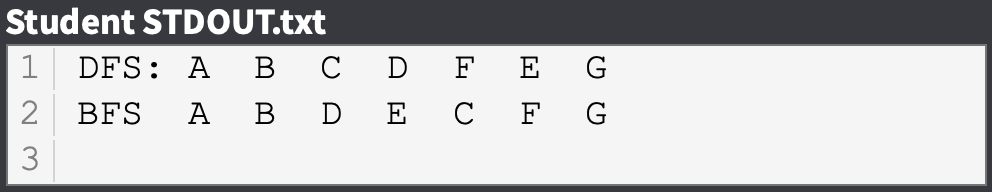 Student STDOUT.txt
1 DFS: A B C D F E G
2 BFS A B D E C F G
3